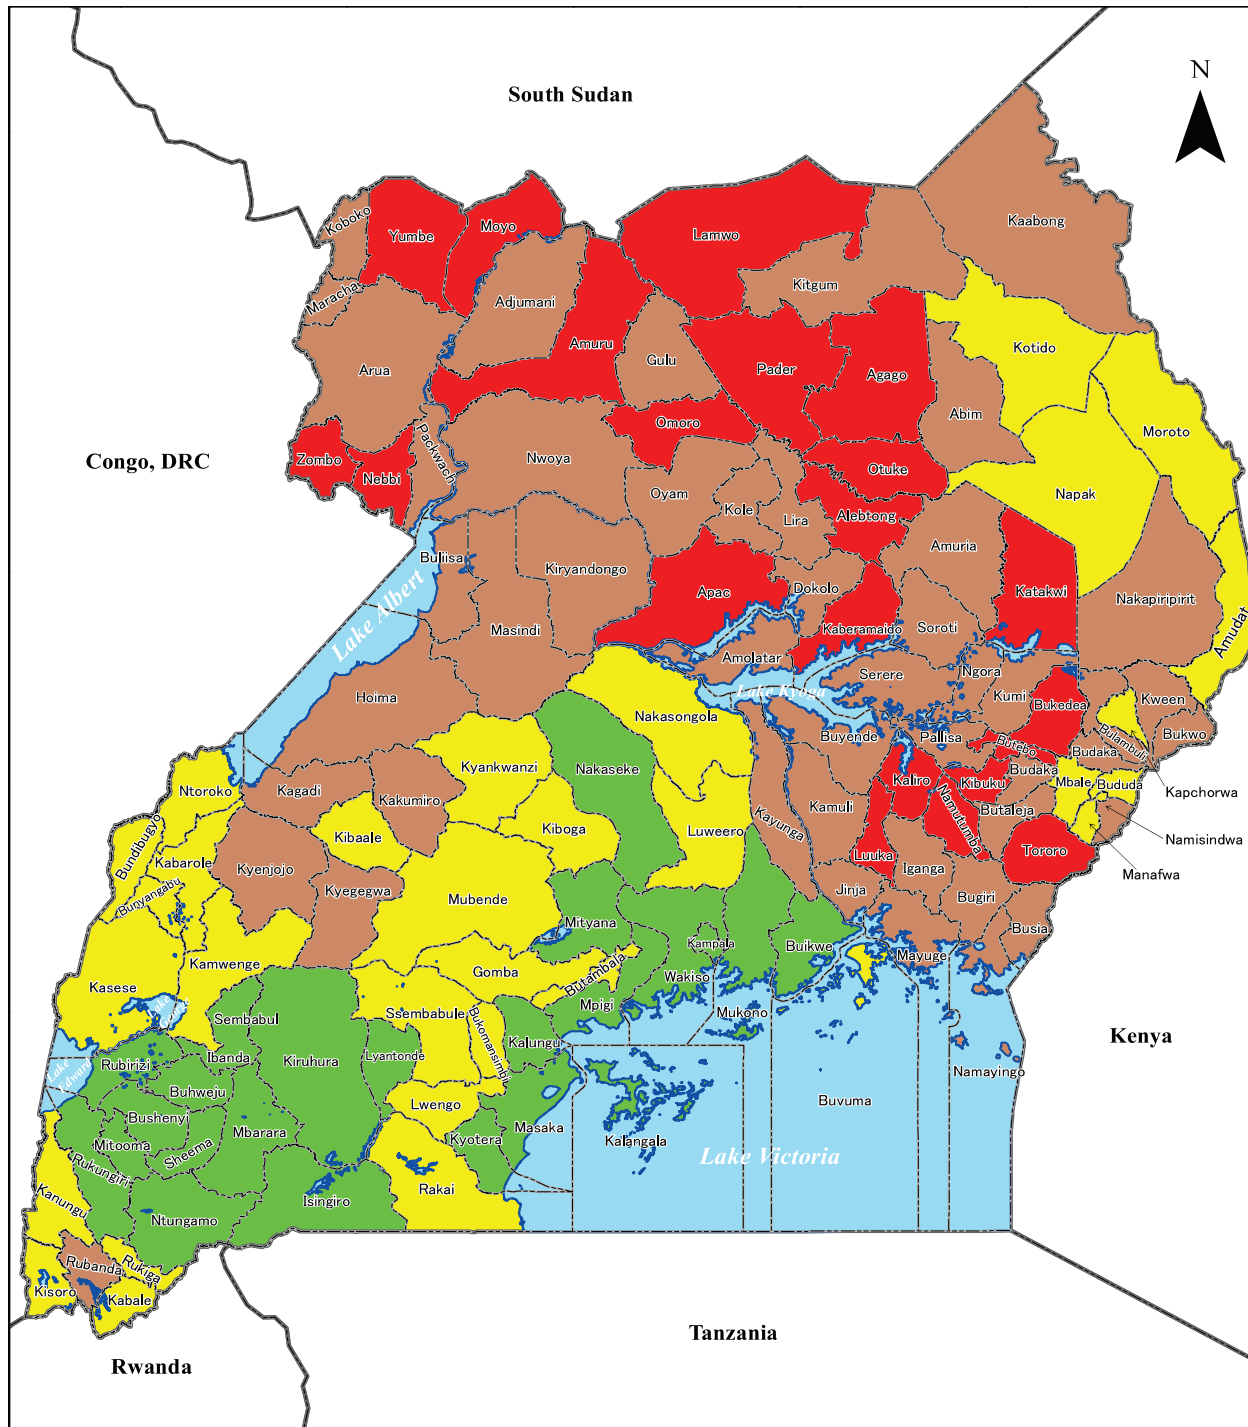 N
South Sudan
Kaabong
Koboko
Yumbe
Moyo
Lamwo
Kitgum
Maracha
Adjumani
Amuru
Gulu
Kotido
Arua
Pader
Agago
Abim
Moroto
Omoro
Packwach
Congo, DRC
Zombo
Nebbi
Nwoya
Otuke
Napak
Oyam
Kole
Lira
Alebtong
Amuria
Buliisa
Kiryandongo
Apac
Dokolo
Katakwi
Nakapiripirit
Lake Albert
Masindi
Kaberamaido
Soroti
Amudat
Amolatar
Hoima
Lake Kyoga
Serere
Ngora
Kumi
Kween
Nakasongola
Bukedea
Bukwo
Buyende
Pallisa
Bulambuli
Butebo
Budaka
Kyankwanzi
Nakaseke
Kaliro
Kibuku
Budaka
Mbale
Bududa
Kapchorwa
Ntoroko
Kagadi
Kakumiro
Kamuli
Namutumba
Butaleja
Kibaale
Kiboga
Luweero
Kayunga
Namisindwa
Bundibugyo
Kabarole
Kyenjojo
Luuka
Iganga
Tororo
Manafwa
Bunyangabu
Kyegegwa
Mubende
Jinja
Bugiri
Mityana
Kampala
Buikwe
Busia
Kamwenge
Gomba
Butambala
Wakiso
Mayuge
Kasese
Lake
Sembabul
Ssembabule
Bukomansimbi
Mpigi
Mukono
Kenya
Lake
Edward
Rubirizi
Ibanda
Kiruhura
Lyantonde
Kalungu
Namayingo
Buhweju
Lwengo
Buvuma
Bushenyi
Mbarara
Kyotera
Masaka
Kalangala
Mitooma
Sheema
Lake Victoria
Rukungiri
Rakai
Kanungu
Ntungamo
Isingiro
Rubanda
Rukiga
Kisoro
Kabale
Tanzania
Rwanda